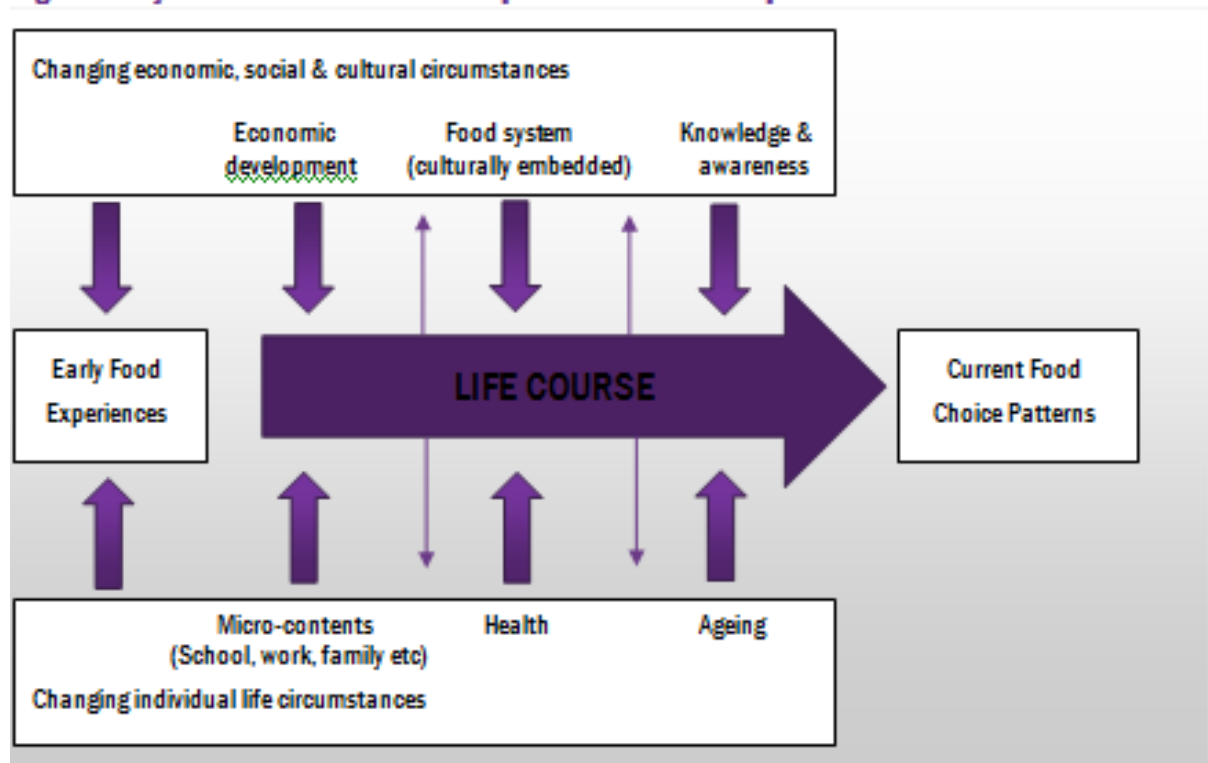 Changing economic, social & cultural circumstances
Economic
development
Food system
(culturally embedded)
Knowledge &
awareness
Early Food
Experiences
LIFE COURSE
Current Food
Choice Patterns
Micro-contents
(School, work, family etc)
Health
Ageing
Changing individual life circumstances